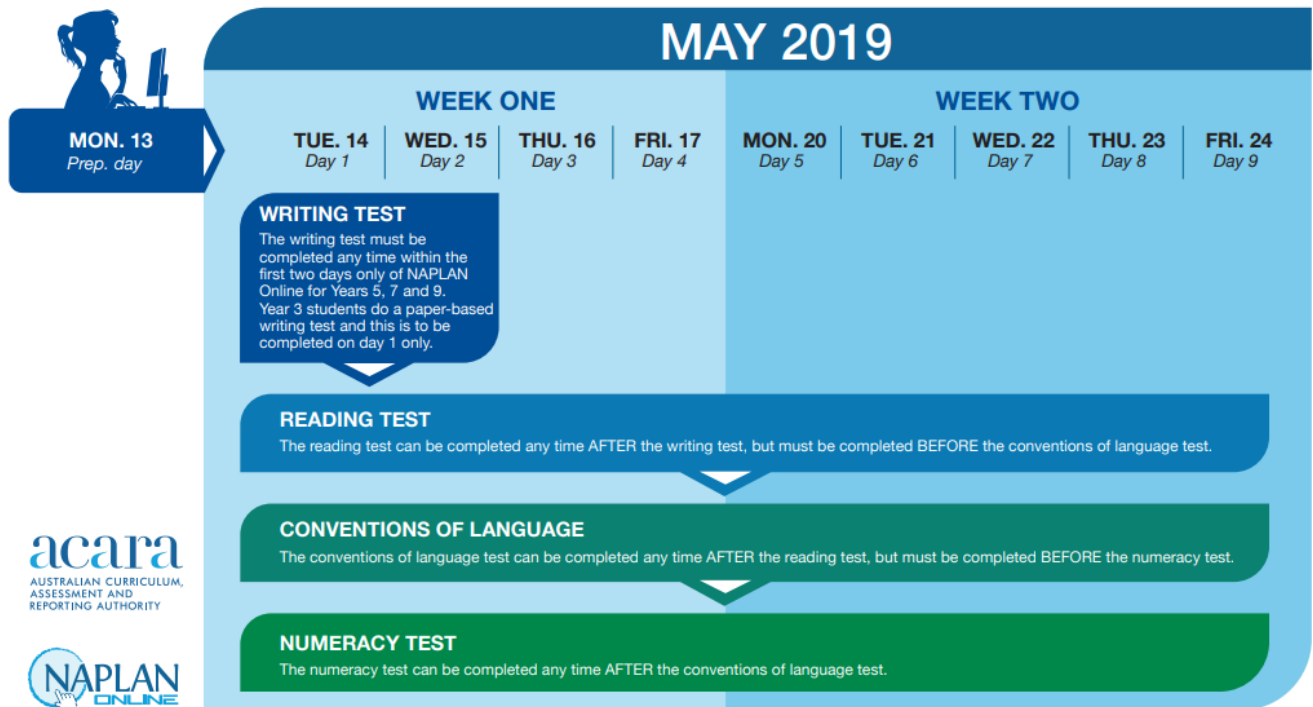 MAY 2019
WEEK ONE
WEEK TWO
MON. 13
Prep. day
TUE. 14
Day 1
WED. 15
Day 2
THU. 16
Day 3
FRI. 17
Day 4
MON. 20
Day 5
TUE. 21
Day 6
WED. 22
Day 7
THU. 23
Day 8
FRI. 24
Day 9
WRITING TEST
The writing test must be
completed any time within the
first two days only of NAPLAN
Online for Years 5, 7 and 9.
Year 3 students do a paper-based
writing test and this is to be
completed on day 1 only.
READING TEST
The reading test can be completed any time AFTER the writing test, but must be completed BEFORE the conventions of language test.
CONVENTIONS OF LANGUAGE
The conventions of language test can be completed any time AFTER the reading test, but must be completed BEFORE the numeracy test.
NUMERACY TEST
The numeracy test can be completed any time AFTER the conventions of language test.
acara
AUSTRALIAN CURRICULUM,
ASSESSMENT AND
REPORTING AUTHORITY
NAPLAN
ONLINE